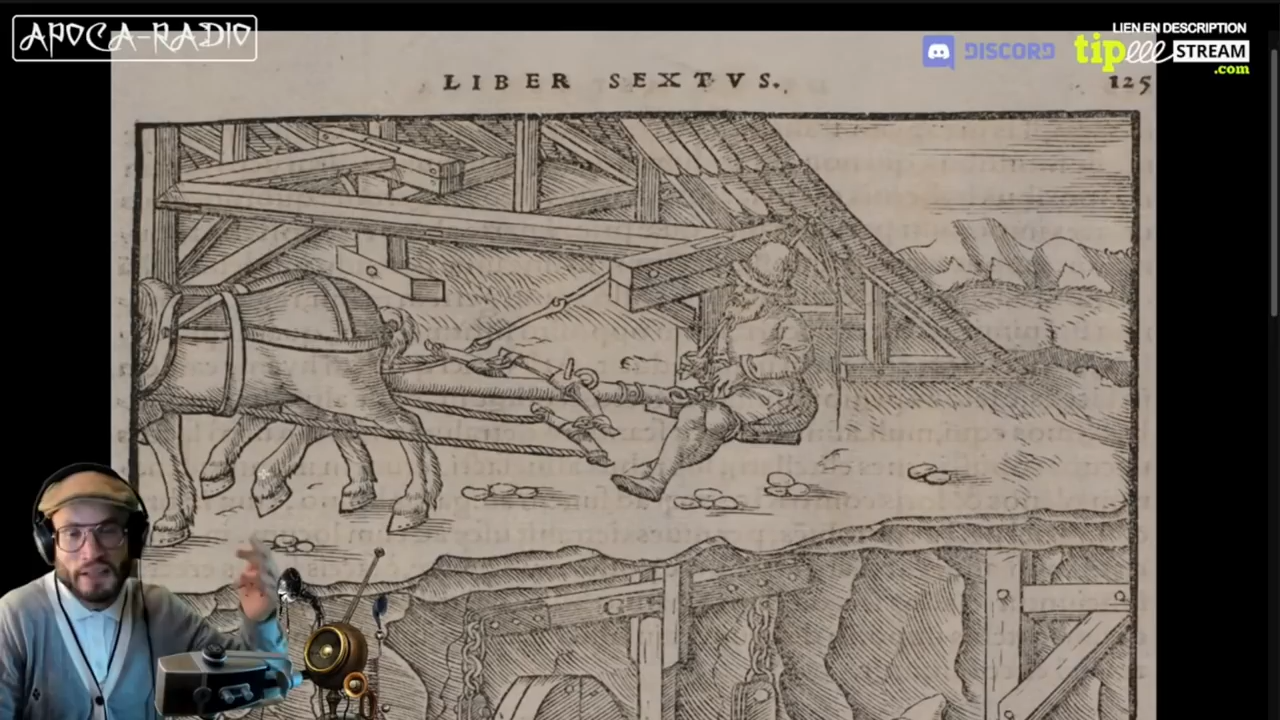 APOCA-RADIO
LIEN EN DESCRIPTION
DISCORD
tipeee STREAM
.com
LIBER SEXTVS.
125